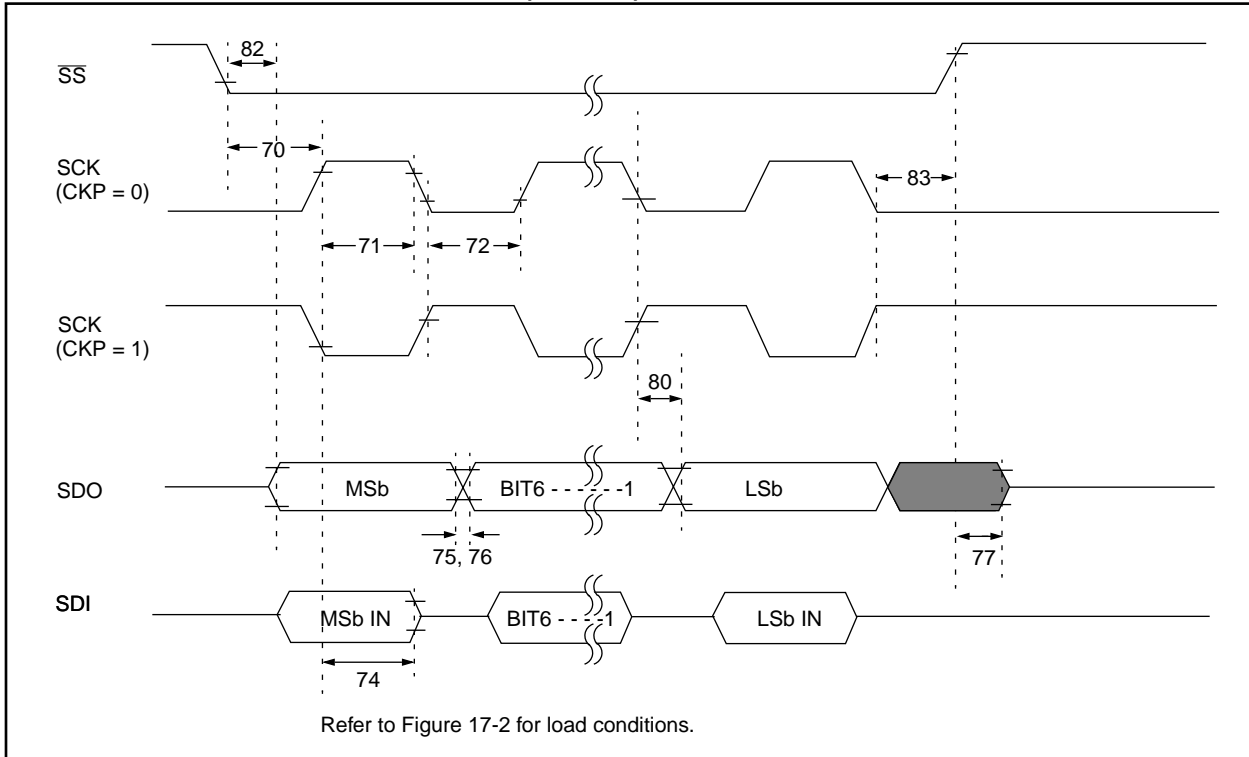 82
SS
70
SCK
(CKP = 0)
83
71
72
SCK
(CKP = 1)
80
SDO
MSb
BIT6 - - - - - -1
LSb
75, 76
77
SDI
MSb IN
BIT6 - - - -1
LSb IN
74
Refer to Figure 17-2 for load conditions.